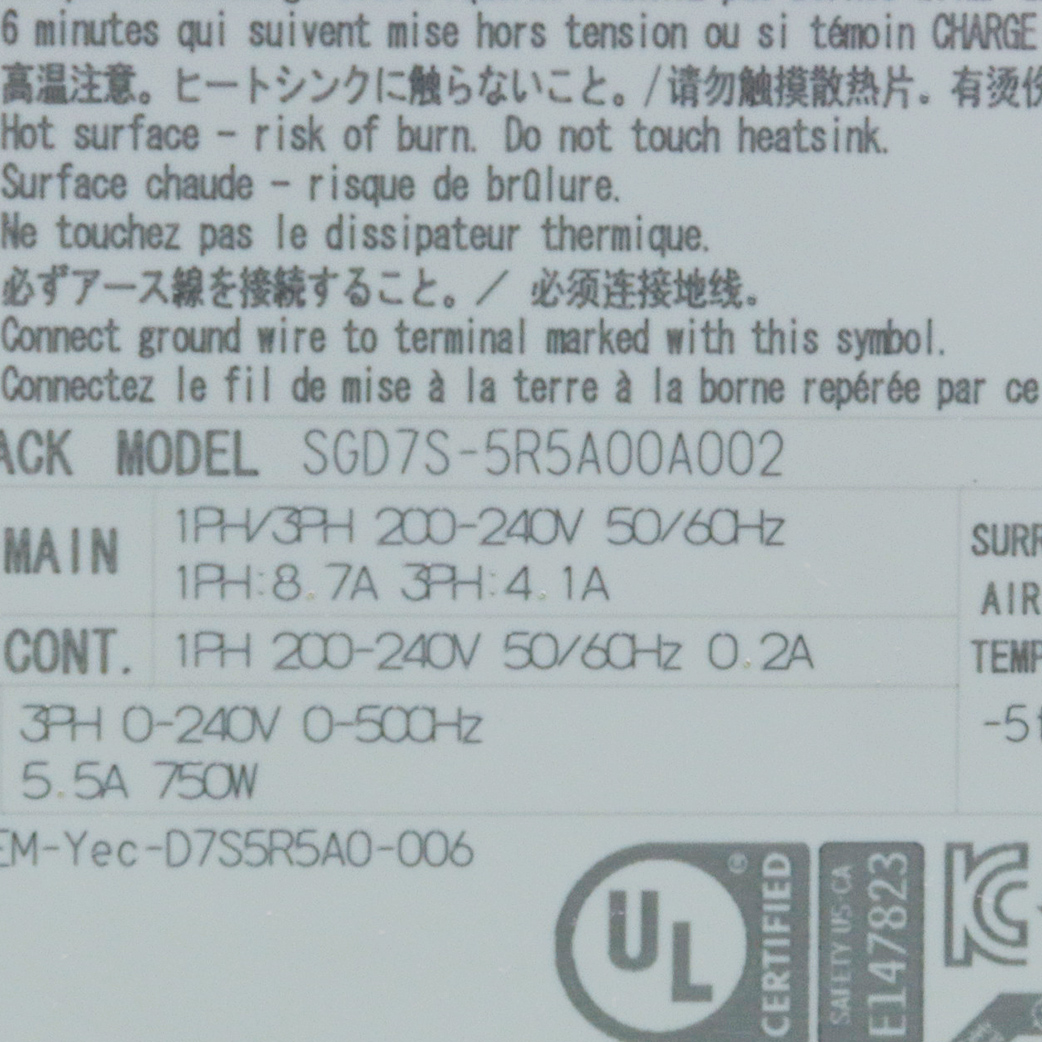 6 minutes qui suivent mise hors tension ou si témoin CHARGE
高温注意。ヒートシンクに触らないこと。/请勿触摸散热片。有烫伤
Hot surface – risk of burn. Do not touch heatsink.
Surface chaude – risque de brûlure.
Ne touchez pas le dissipateur thermique.
必ずアース線を接続すること。／ 必须连接地线。
Connect ground wire to terminal marked with this symbol.
Connectez le fil de mise à la terre à la borne repérée par ce
ACK MODEL SGD7S-5R5A00A002
MAIN 1PH/3PH 200-240V 50/60Hz
1PH:8.7A 3PH:4.1A
CONT. 1PH 200-240V 50/60Hz 0.2A
SURR
AIR
TEMP
-5 t
3PH 0-240V 0-500Hz
5.5A 750W
EM-Yec-D7S5R5A0-006
UL ® CERTIFIED
SAFETY US-CA
E147823